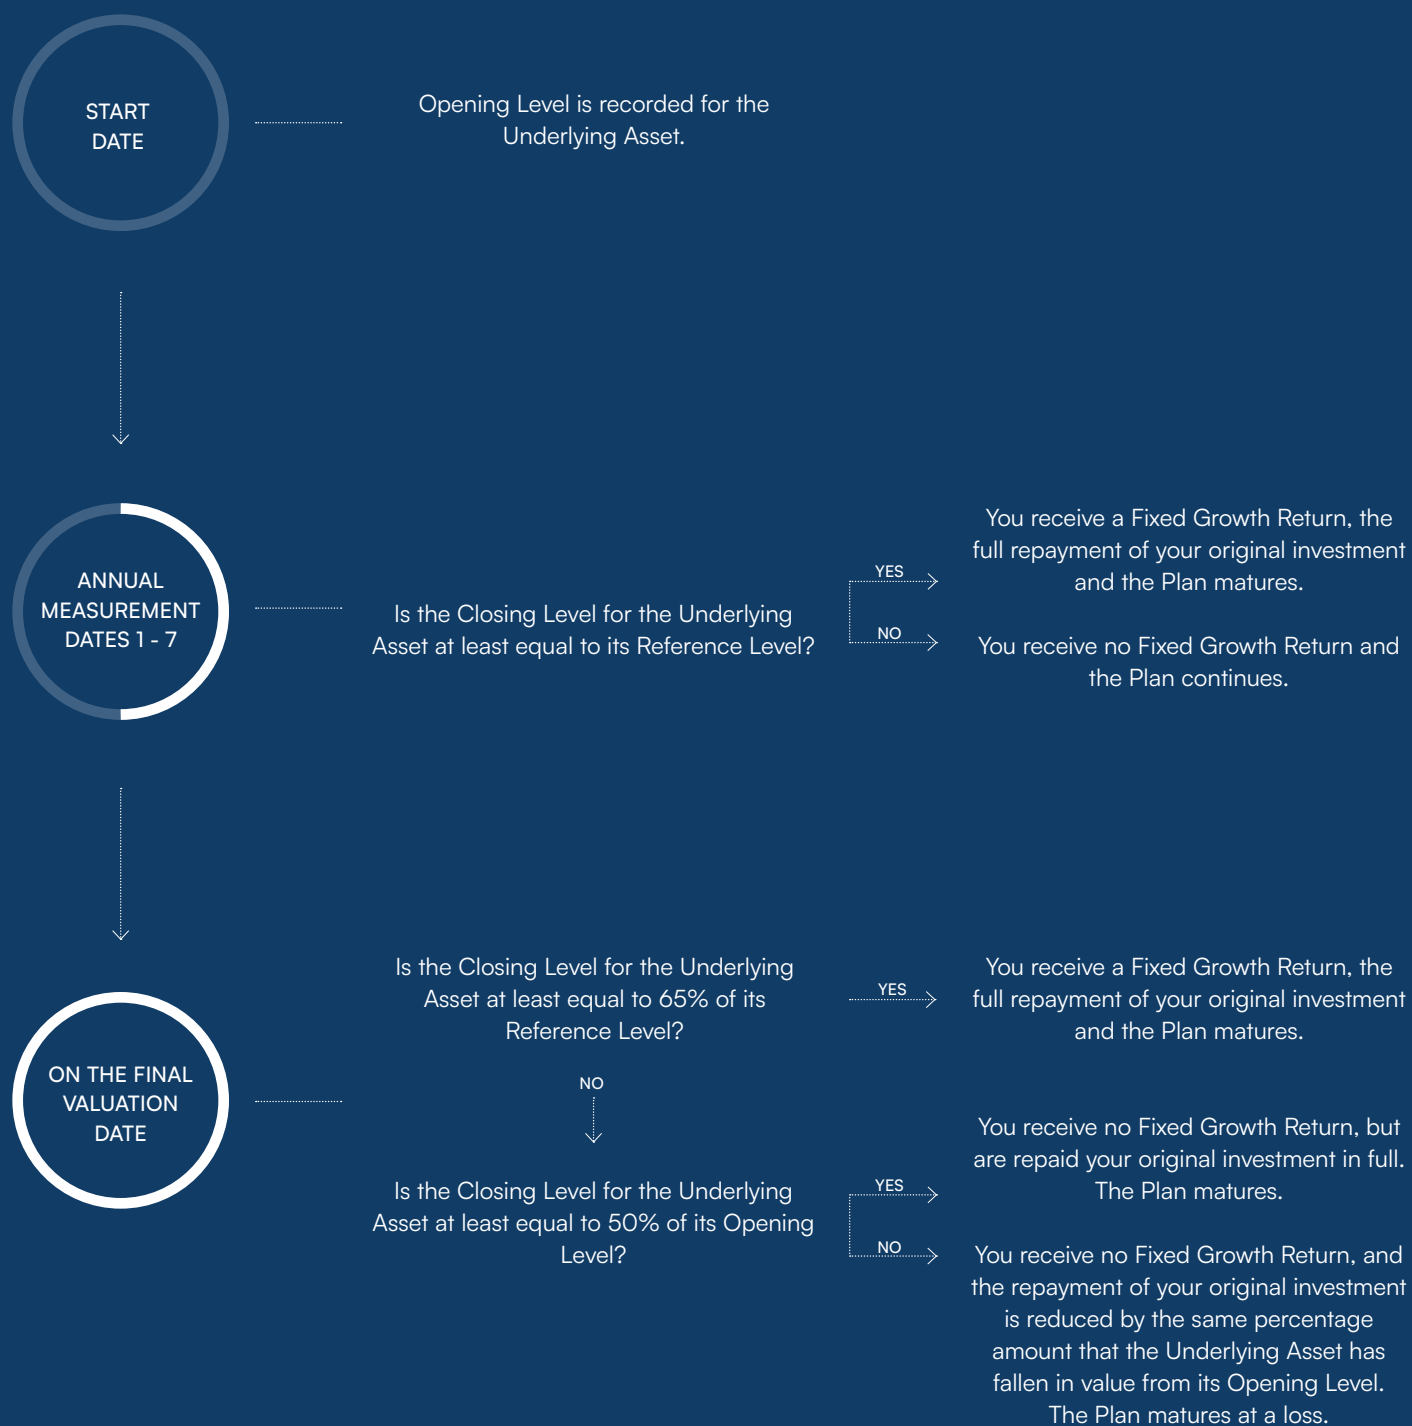 START
DATE
Opening Level is recorded for the
Underlying Asset.
ANNUAL
MEASUREMENT
DATES 1 - 7
Is the Closing Level for the Underlying
Asset at least equal to its Reference Level?
YES
You receive a Fixed Growth Return, the
full repayment of your original investment
and the Plan matures.
NO
You receive no Fixed Growth Return and
the Plan continues.
ON THE FINAL
VALUATION
DATE
Is the Closing Level for the Underlying
Asset at least equal to 65% of its
Reference Level?
YES
You receive a Fixed Growth Return, the
full repayment of your original investment
and the Plan matures.
NO
Is the Closing Level for the Underlying
Asset at least equal to 50% of its Opening
Level?
YES
You receive no Fixed Growth Return, but
are repaid your original investment in full.
The Plan matures.
NO
You receive no Fixed Growth Return, and
the repayment of your original investment
is reduced by the same percentage
amount that the Underlying Asset has
fallen in value from its Opening Level.
The Plan matures at a loss.